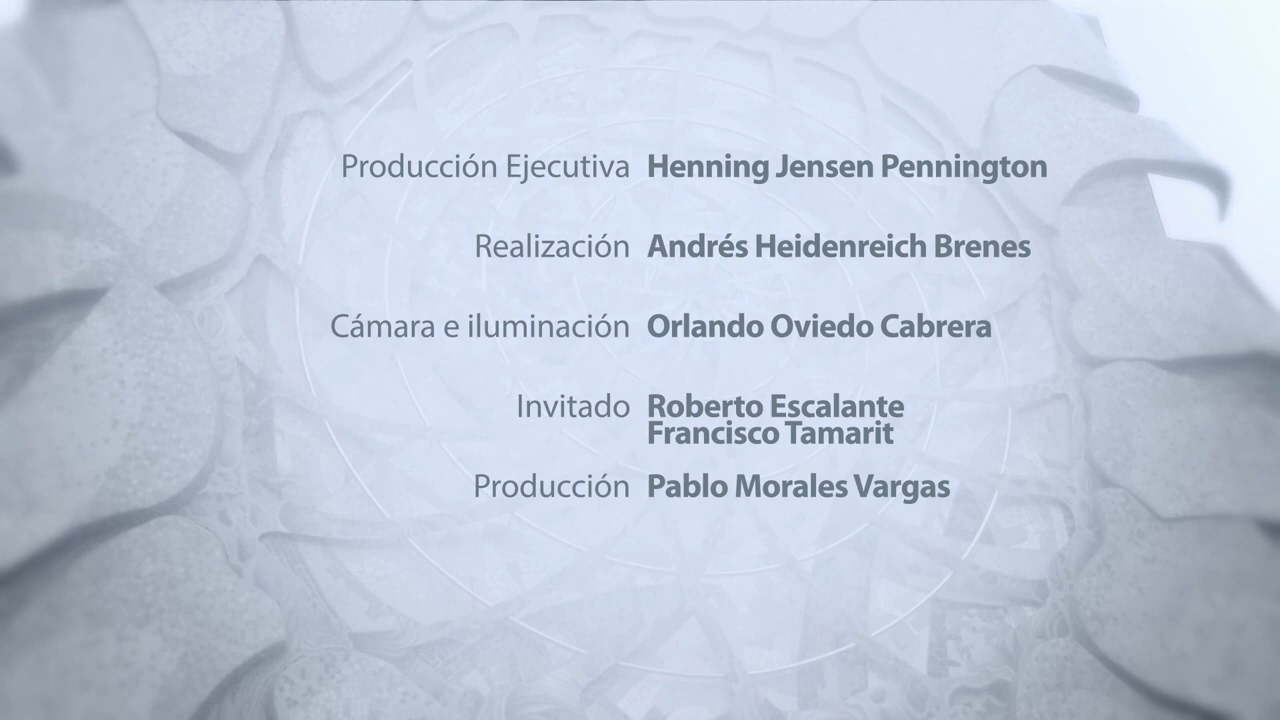 Producción Ejecutiva Henning Jensen Pennington
Realización Andrés Heidenreich Brenes
Cámara e iluminación Orlando Oviedo Cabrera
Invitado Roberto Escalante
Francisco Tamarit
Producción Pablo Morales Vargas